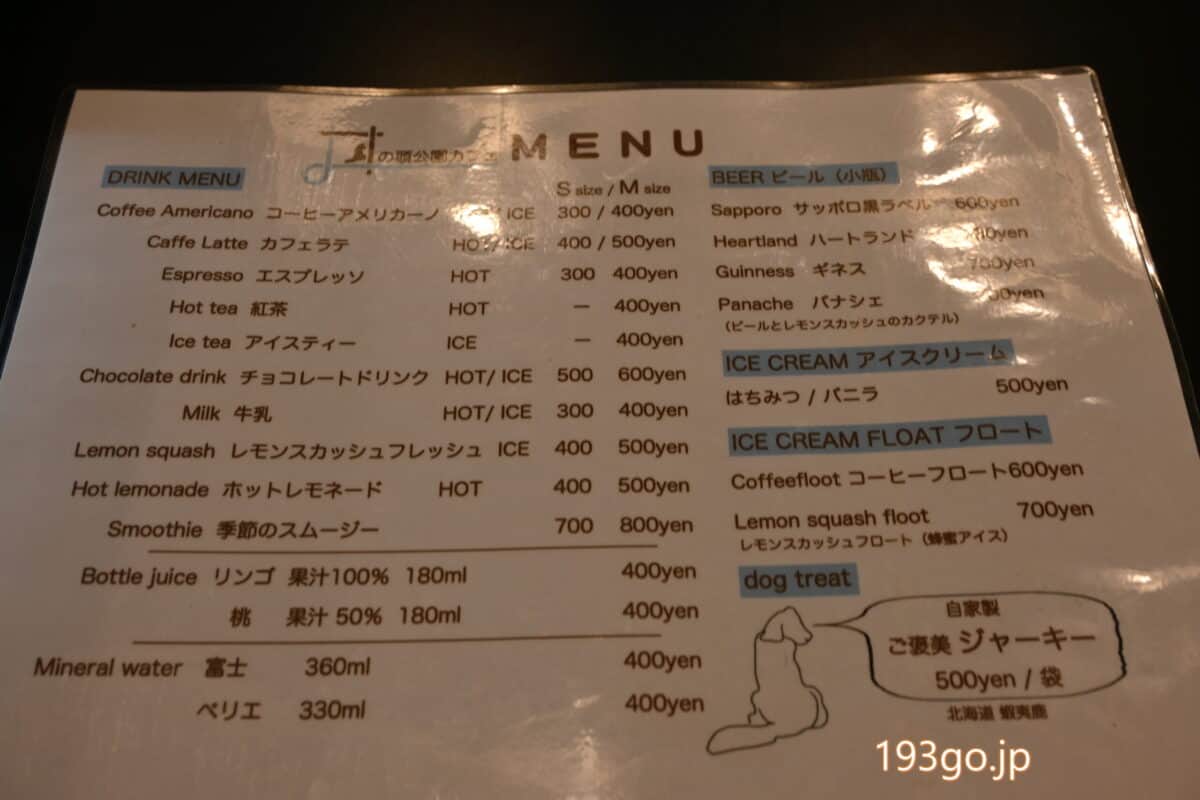 の頭公園カフェ MENU
DRINK MENU
S size / M size
Coffee Americano コーヒーアメリカーノ ICE 300 / 400yen
Caffe Latte カフェラテ HOT/ ICE 400 / 500yen
Espresso エスプレッソ HOT 300 400yen
Hot tea 紅茶 HOT ー 400yen
Ice tea アイスティー ICE ー 400yen
Chocolate drink チョコレートドリンク HOT/ ICE 500 600yen
Milk 牛乳 HOT/ ICE 300 400yen
Lemon squash レモンスカッシュフレッシュ ICE 400 500yen
Hot lemonade ホットレモネード HOT 400 500yen
Smoothie 季節のスムージー 700 800yen
Bottle juice リンゴ 果汁100% 180ml 400yen
桃 果汁 50% 180ml 400yen
Mineral water 富士 360ml 400yen
ペリエ 330ml 400yen
BEER ビール（小瓶）
Sapporo サッポロ黒ラベル 600yen
Heartland ハートランド
Guinness ギネス 700yen
Panache パナシェ
（ビールとレモンスカッシュのカクテル）
ICE CREAM アイスクリーム
はちみつ / バニラ 500yen
ICE CREAM FLOAT フロート
Coffeefloot コーヒーフロート600yen
Lemon squash floot 700yen
レモンスカッシュフロート（蜂蜜アイス）
dog treat
自家製
ご褒美 ジャーキー
500yen / 袋
北海道 蝦夷鹿
193go.jp